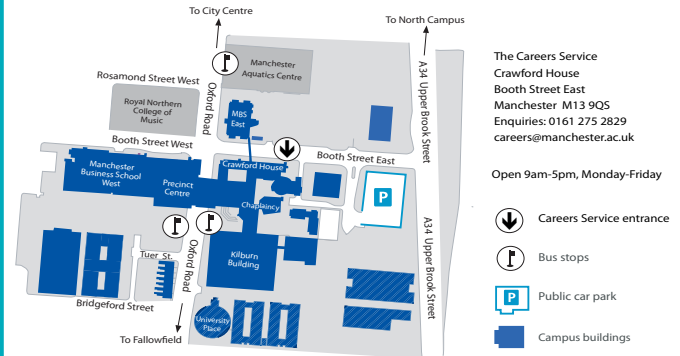 To City Centre
To North Campus
Manchester
Aquatics Centre
Rosamond Street West
Royal Northern
College of
Music
Oxford Road
MBS
East
A34 Upper Brook Street
Booth Street West
Booth Street East
Crawford House
Manchester
Business School
West
Precinct
Centre
Chaplaincy
P
Kilburn
Building
Tuer St.
Oxford Road
A34 Upper Brook Street
Bridgeford Street
University
Place
To Fallowfield
The Careers Service
Crawford House
Booth Street East
Manchester M13 9QS
Enquiries: 0161 275 2829
careers@manchester.ac.uk
Open 9am-5pm, Monday-Friday
Careers Service entrance
Bus stops
P Public car park
Campus buildings